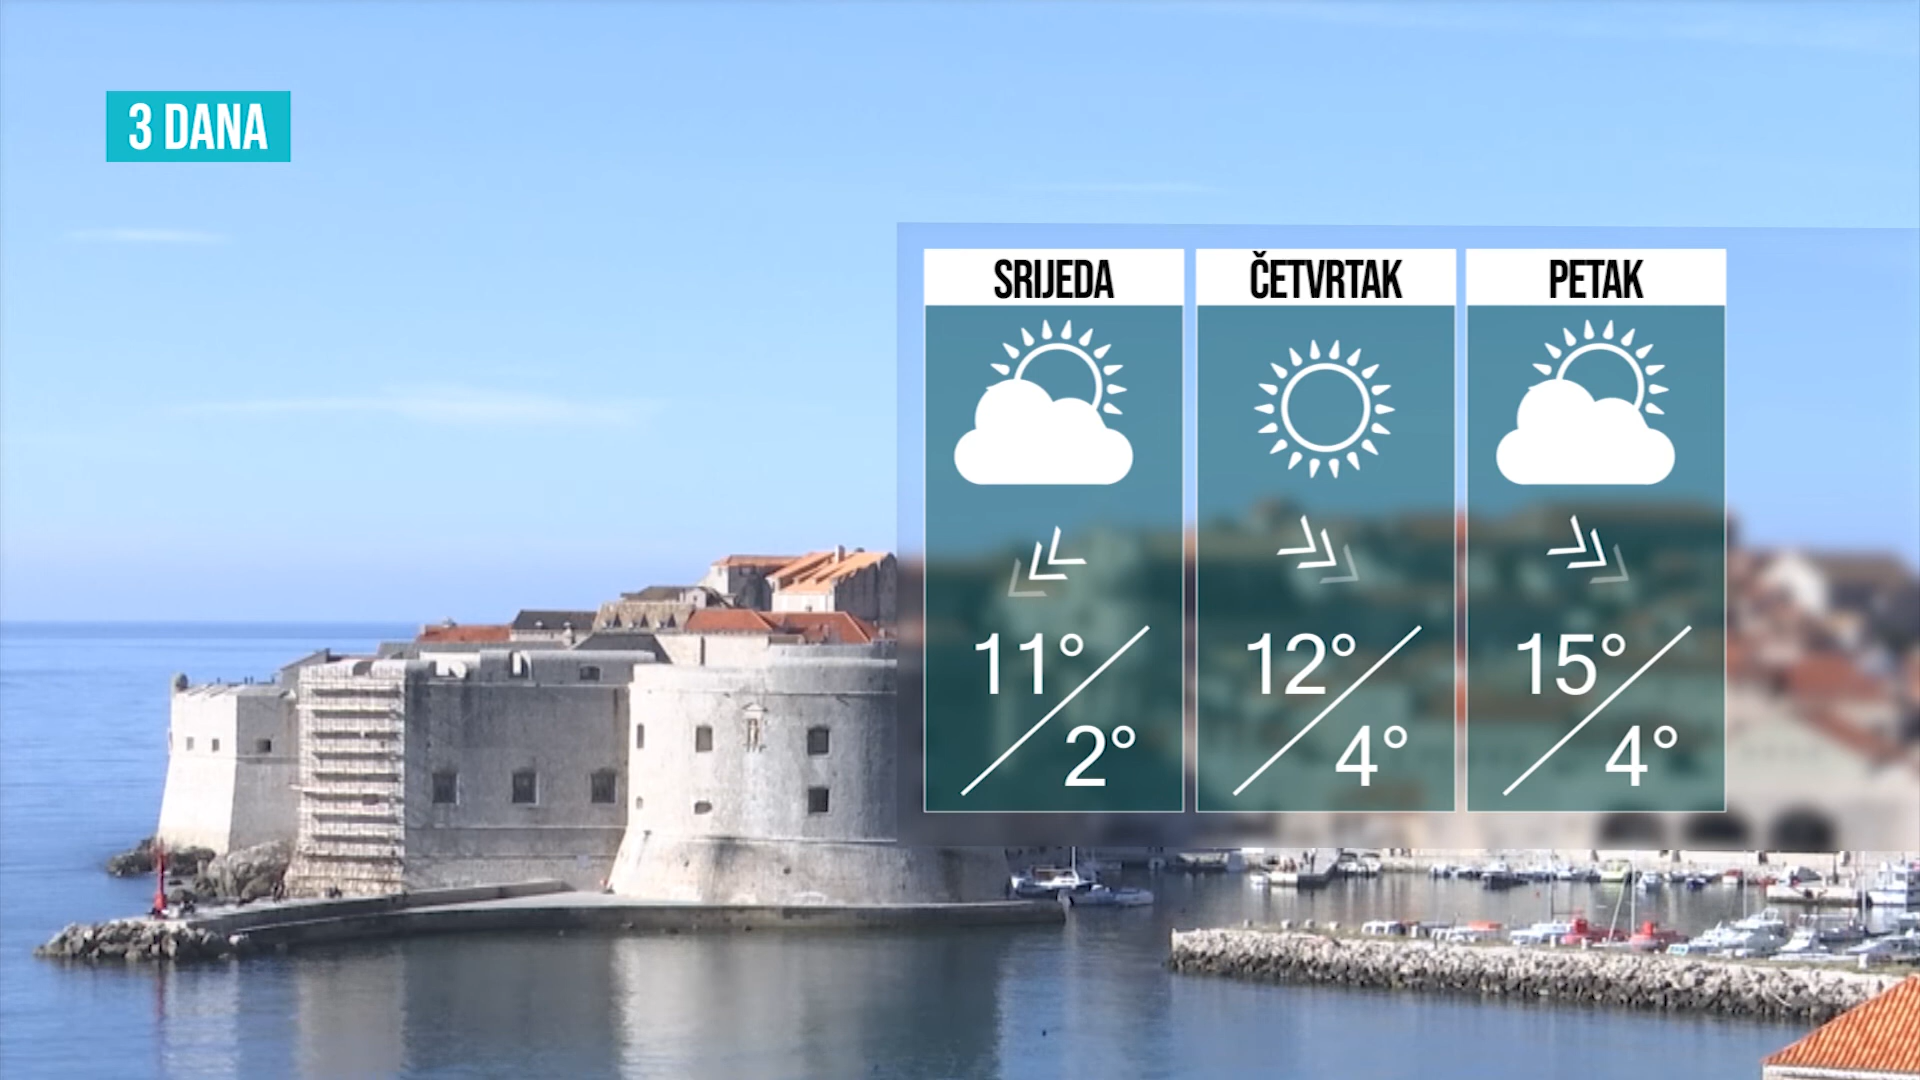 3 DANA
SRIJEDA
ČETVRTAK
PETAK
11° 2°
12° 4°
15° 4°